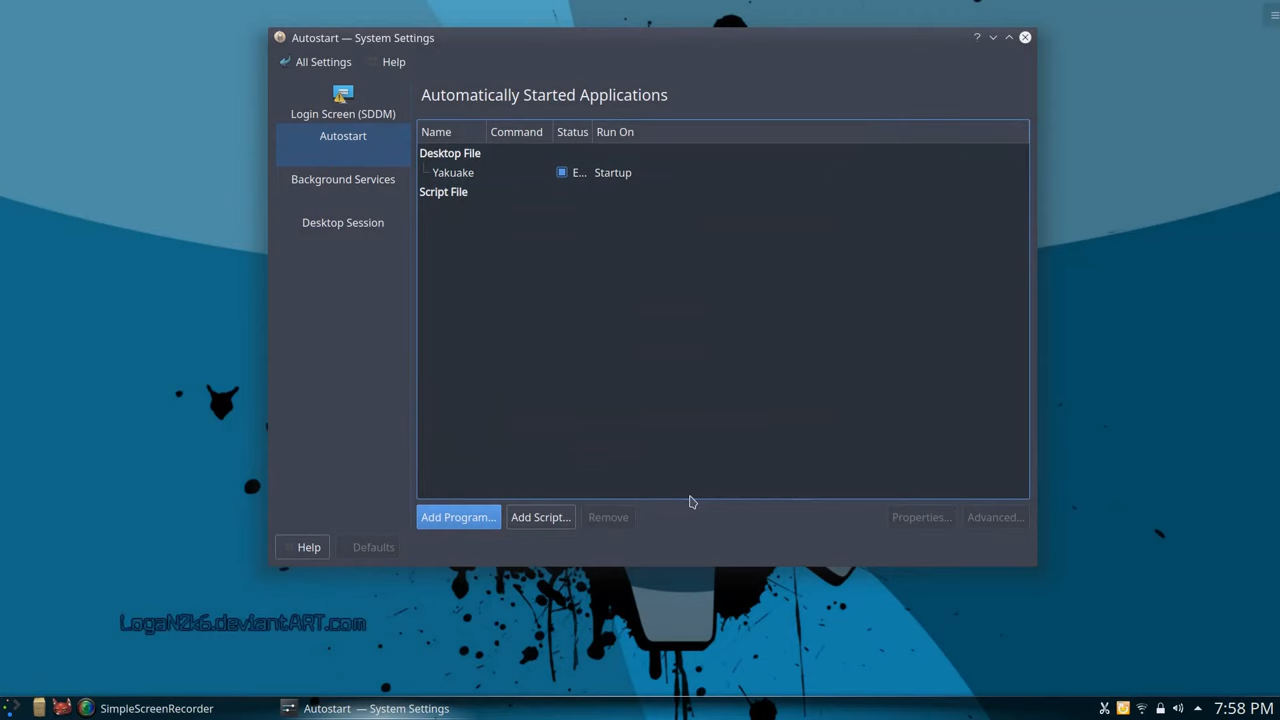 Autostart — System Settings
All Settings Help
Login Screen (SDDM)
Autostart
Background Services
Desktop Session
Automatically Started Applications
Name Command Status Run On
Desktop File
Yakuake E... Startup
Script File
Add Program... Add Script... Remove Properties... Advanced...
Help Defaults
LogaN2k6.deviantART.com
SimpleScreenRecorder Autostart — System Settings 7:58 PM